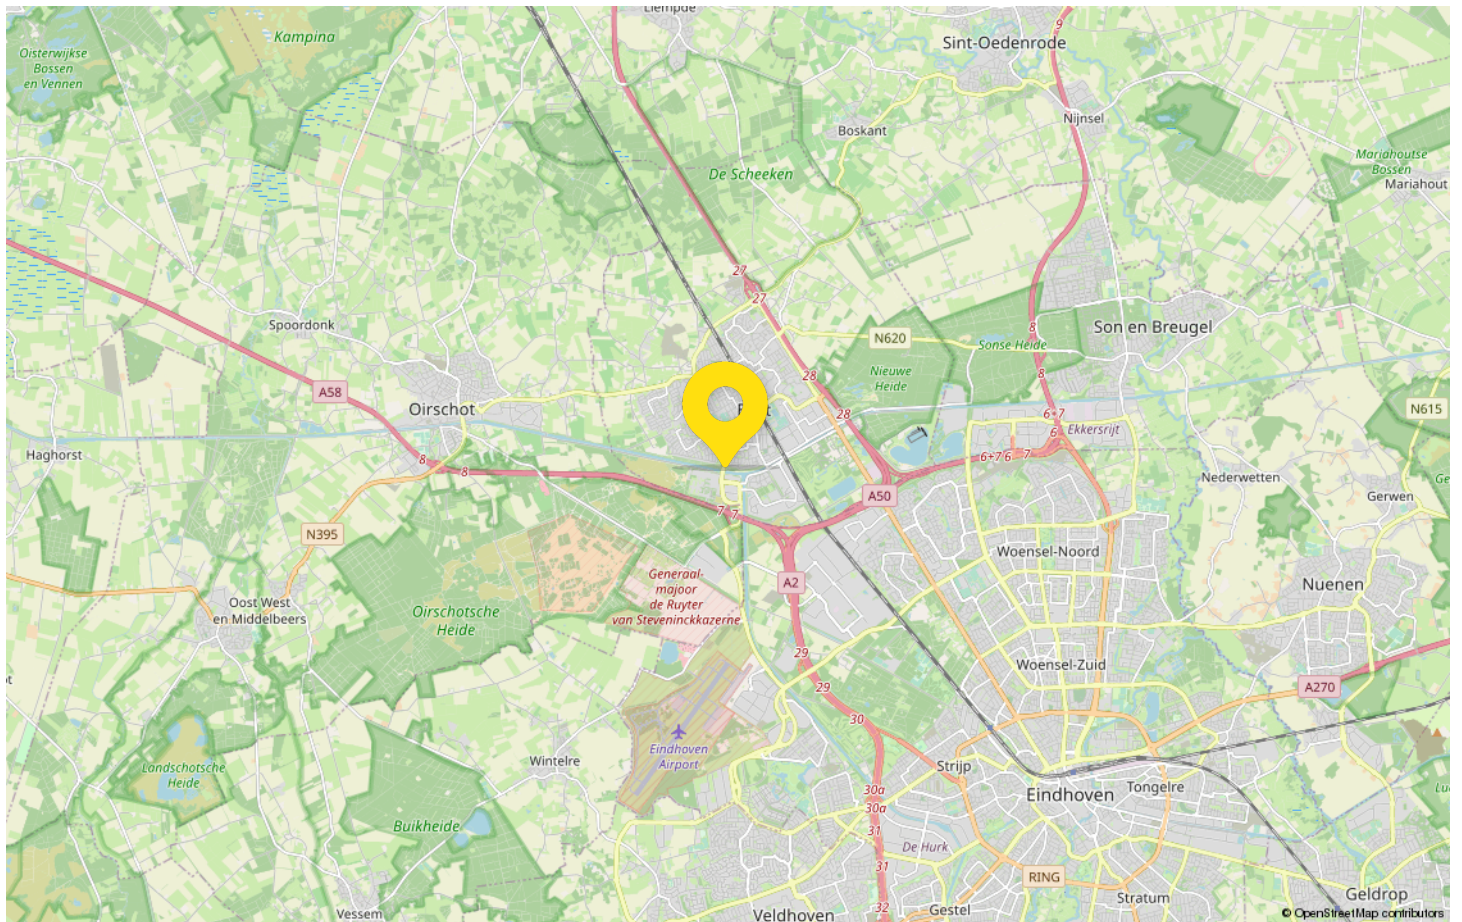 Liempde
Kampina
Sint-Oedenrode
9
Oisterwijkse
Bossen
en Vennen
Nijnsel
Boskant
Mariahoutse
Bossen
Mariahout
De Scheeken
27
27
Spoordonk
8
Son en Breugel
N620
Sonse Heide
Nieuwe
Heide
8
28
A58
Oirschot
28
6+7
N615
6
Ekkersrijt
Haghorst
8
8
6+7
6
7
Nederwetten
Gerwen
A50
7
7
N395
Woensel-Noord
Generaal-
majoor
de Ruyter
van Steveninckkazerne
A2
Nuenen
Oost West
en Middelbeers
Oirschotsche
Heide
29
Woensel-Zuid
29
A270
30
Eindhoven
Airport
Wintelre
Landschotsche
Heide
Strijp
Tongelre
Eindhoven
30a
30a
Buikheide
31
De Hurk
31
RING
Stratum
Geldrop
32
Vessem
Veldhoven
Gestel
© OpenStreetMap contributors